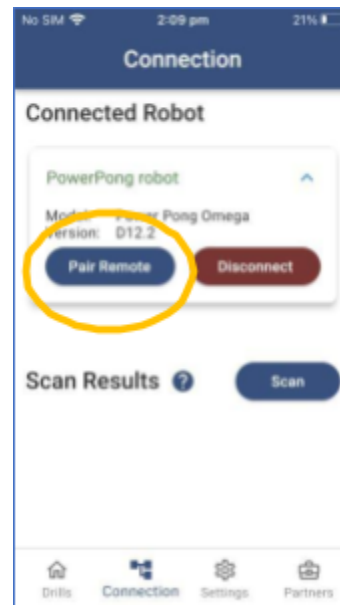 No SIM 2:09 pm 21%
Connection
Connected Robot
PowerPong robot
Model: Power Pong Omega
Version: D12.2
Pair Remote Disconnect
Scan Results ? Scan
Drills Connection Settings Partners